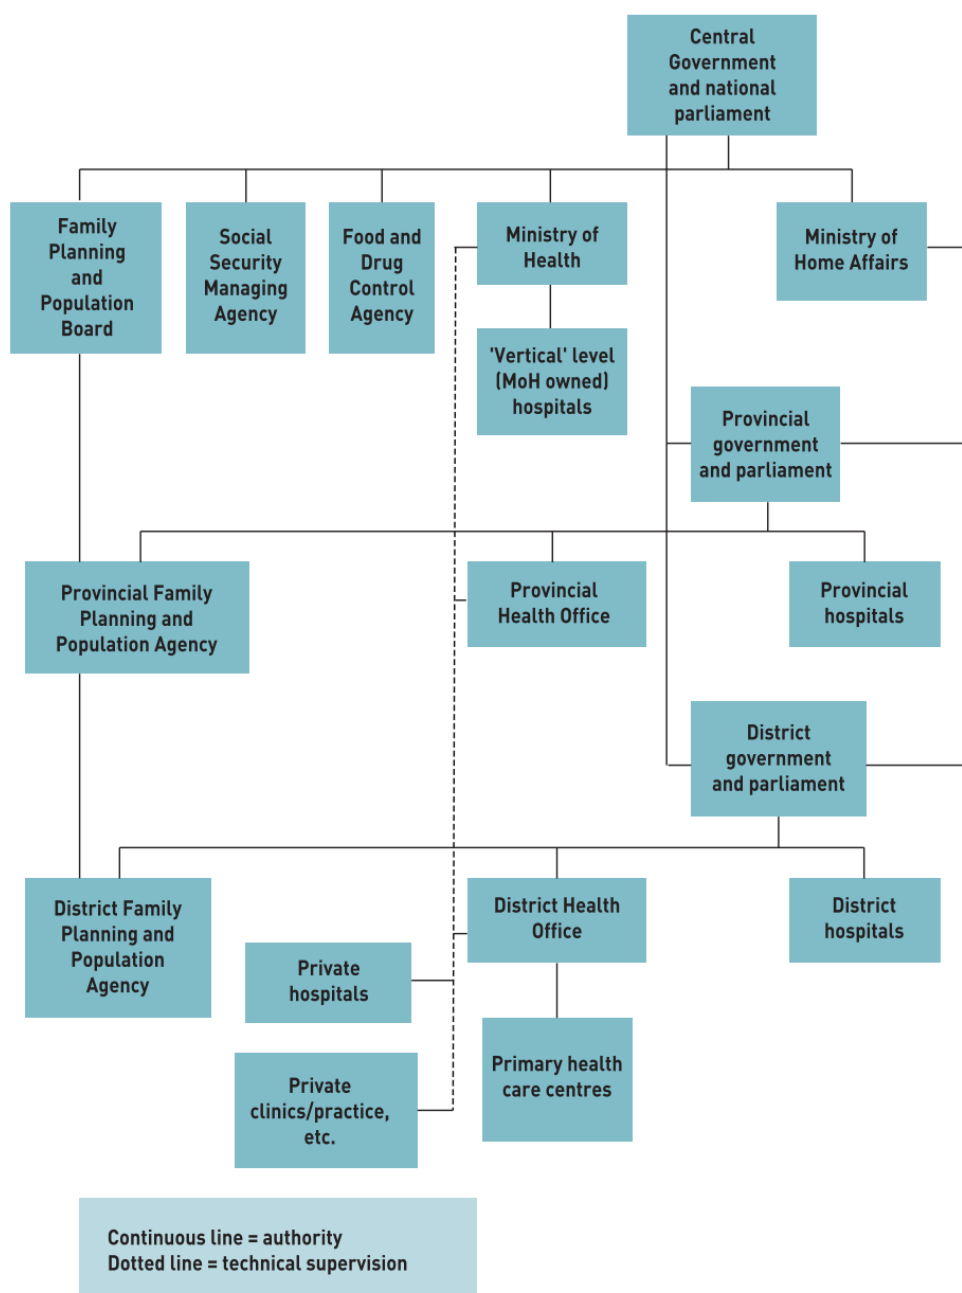 Central
Government
and national
parliament
Family
Planning
and
Population
Board
Social
Security
Managing
Agency
Food and
Drug
Control
Agency
Ministry of
Health
Ministry of
Home Affairs
'Vertical' level
(MoH owned)
hospitals
Provincial
government
and parliament
Provincial Family
Planning and
Population Agency
Provincial
Health Office
Provincial
hospitals
District
government
and parliament
District Family
Planning and
Population
Agency
District Health
Office
District
hospitals
Private
hospitals
Primary health
care centres
Private
clinics/practice,
etc.
Continuous line = authority
Dotted line = technical supervision